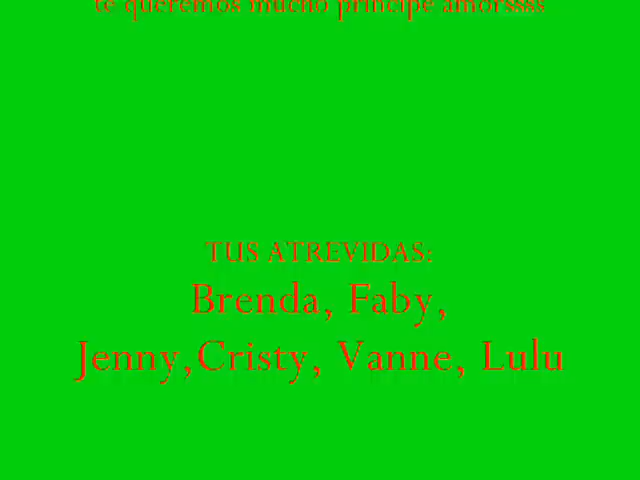 te queremos mucho principe amorssss
TUS ATREVIDAS:
Brenda, Faby,
Jenny,Cristy, Vanne, Lulu